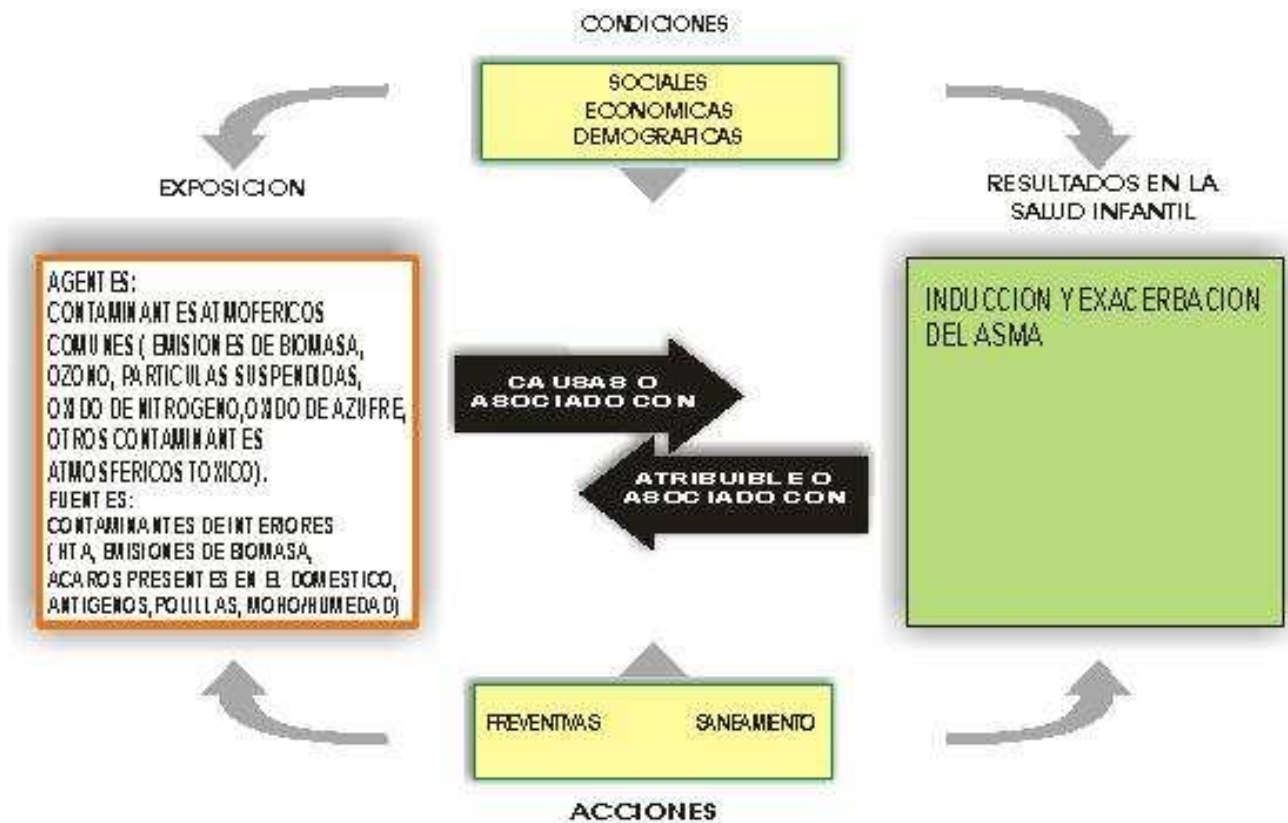 CONDICIONES
SOCIALES
ECONOMICAS
DEMOGRAFICAS
EXPOSICION
RESULTADOS EN LA
SALUD INFANTIL
AGENTES:
CONTAMINANTES ATMOFERICOS
COMUNES ( EMISIONES DE BIOMASA,
OZONO, PARTICULAS SUSPENDIDAS,
OXIDO DE NITROGENO,OXIDO DE AZUFRE,
OTROS CONTAMINANTES
ATMOSFERICOS TOXICO).
FUENTES:
CONTAMINANTES DE INTERIORES
( HTA, EMISIONES DE BIOMASA,
ACAROS PRESENTES EN EL DOMESTICO,
ANTIGENOS,POLILLAS, MOHO/HUMEDAD)
CAUSAS O
ASOCIADO CON
ATRIBUIBLE O
ASOCIADO CON
INDUCCION Y EXACERBACION
DEL ASMA
PREVENTIVAS SANEAMENTO
ACCIONES